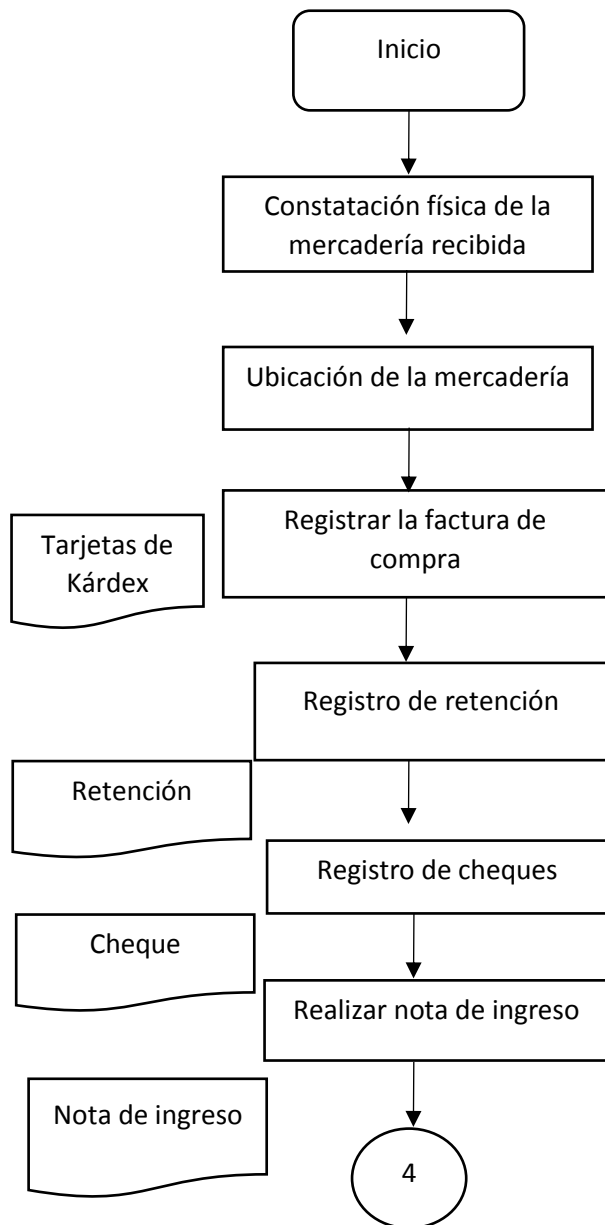 Inicio
Constatación física de la
mercadería recibida
Ubicación de la mercadería
Registrar la factura de
compra
Tarjetas de
Kárdex
Registro de retención
Retención
Registro de cheques
Cheque
Realizar nota de ingreso
Nota de ingreso
4